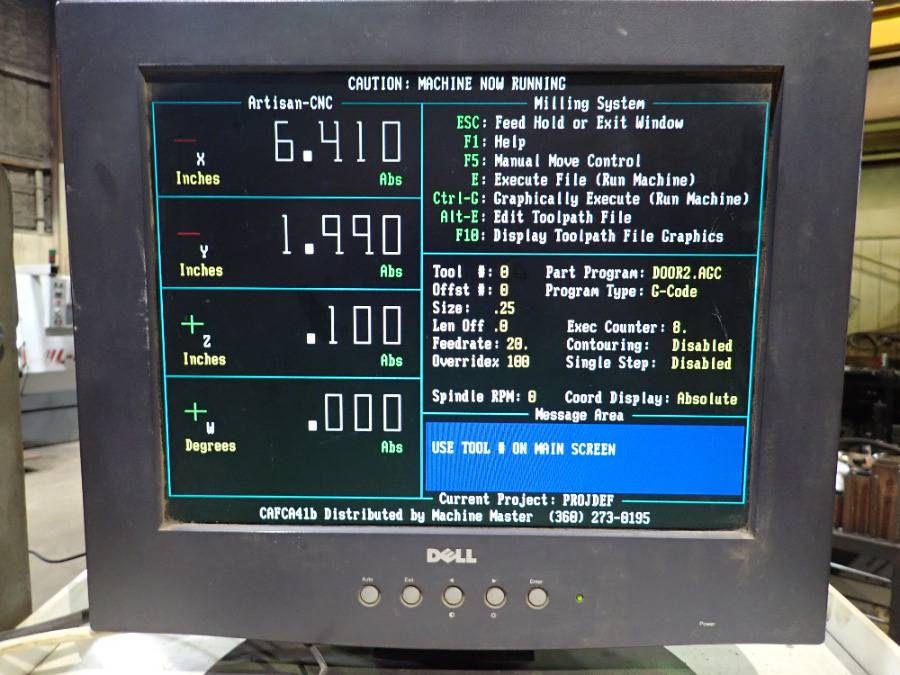 CAUTION: MACHINE NOW RUNNING
Artisan-CNC
- X 6.410
Inches Abs
- Y 1.990
Inches Abs
+ Z .100
Inches Abs
+ W .000
Degrees Abs
Milling System
ESC: Feed Hold or Exit Window
F1: Help
F5: Manual Move Control
E: Execute File (Run Machine)
Ctrl-G: Graphically Execute (Run Machine)
Alt-E: Edit Toolpath File
F10: Display Toolpath File Graphics
Tool #: 0 Part Program: DOOR2.AGC
Offst #: 0 Program Type: G-Code
Size: .25
Len Off .0 Exec Counter: 8.
Feedrate: 20. Contouring: Disabled
Override% 100 Single Step: Disabled
Spindle RPM: 0 Coord Display: Absolute
Message Area
USE TOOL # ON MAIN SCREEN
Current Project: PROJDEF
CAFCA41b Distributed by Machine Master (360) 273-0195
DELL
Auto Exit Enter
Power